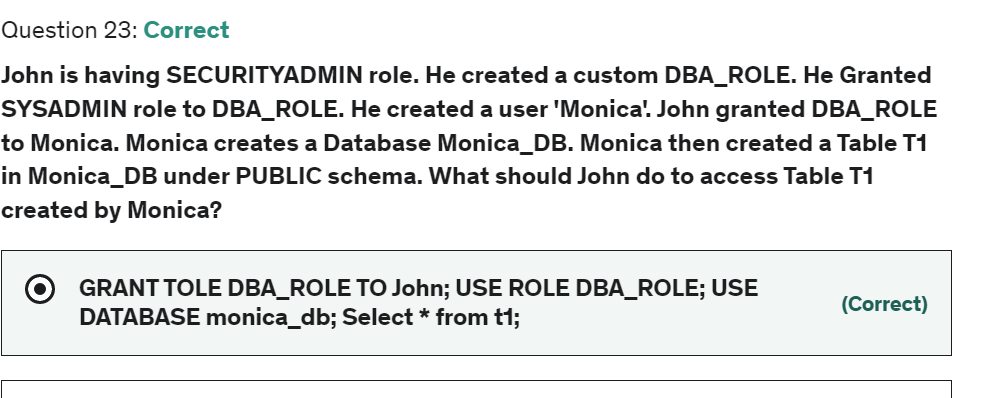 Question 23: Correct
John is having SECURITYADMIN role. He created a custom DBA_ROLE. He Granted
SYSADMIN role to DBA_ROLE. He created a user 'Monica'. John granted DBA_ROLE
to Monica. Monica creates a Database Monica_DB. Monica then created a Table T1
in Monica_DB under PUBLIC schema. What should John do to access Table T1
created by Monica?
GRANT TOLE DBA_ROLE TO John; USE ROLE DBA_ROLE; USE
DATABASE monica_db; Select * from t1;
(Correct)